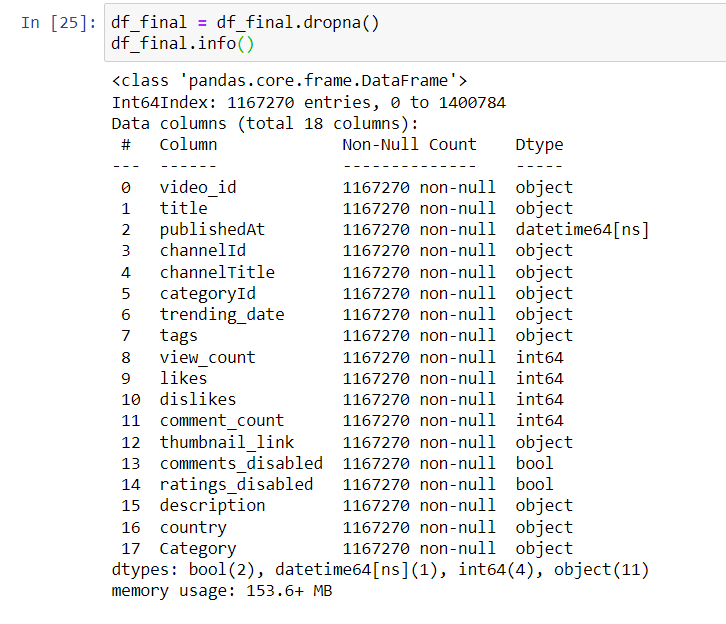 In [25]: df_final = df_final.dropna()
df_final.info()
<class 'pandas.core.frame.DataFrame'>
Int64Index: 1167270 entries, 0 to 1400784
Data columns (total 18 columns):
 #   Column             Non-Null Count    Dtype
---  ------             --------------    -----
 0   video_id           1167270 non-null  object
 1   title              1167270 non-null  object
 2   publishedAt        1167270 non-null  datetime64[ns]
 3   channelId          1167270 non-null  object
 4   channelTitle       1167270 non-null  object
 5   categoryId         1167270 non-null  object
 6   trending_date      1167270 non-null  object
 7   tags               1167270 non-null  object
 8   view_count         1167270 non-null  int64
 9   likes              1167270 non-null  int64
 10  dislikes           1167270 non-null  int64
 11  comment_count      1167270 non-null  int64
 12  thumbnail_link     1167270 non-null  object
 13  comments_disabled  1167270 non-null  bool
 14  ratings_disabled   1167270 non-null  bool
 15  description        1167270 non-null  object
 16  country            1167270 non-null  object
 17  Category           1167270 non-null  object
dtypes: bool(2), datetime64[ns](1), int64(4), object(11)
memory usage: 153.6+ MB